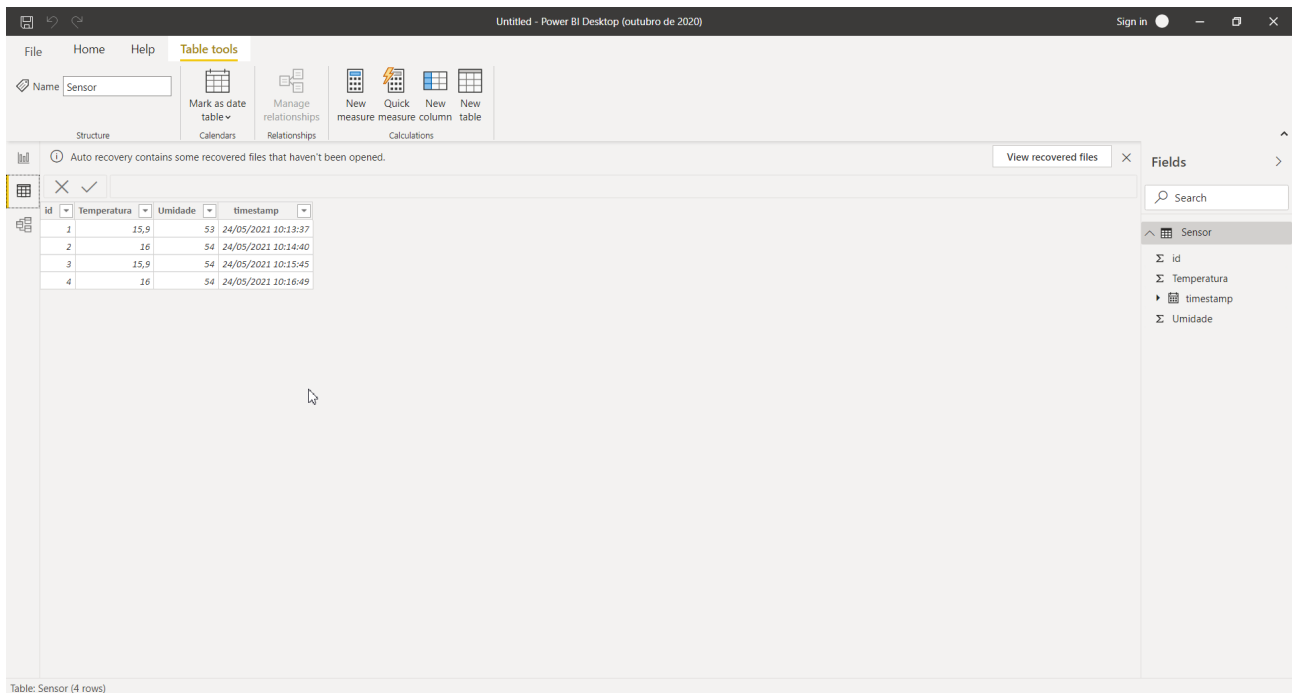 Untitled - Power BI Desktop (outubro de 2020)
Sign in
File Home Help Table tools
Name Sensor
Mark as date table
Manage relationships
New measure
Quick measure
New column
New table
Structure Calendars Relationships Calculations
Auto recovery contains some recovered files that haven't been opened. View recovered files
id Temperatura Umidade timestamp
1 15,9 53 24/05/2021 10:13:37
2 16 54 24/05/2021 10:14:40
3 15,9 54 24/05/2021 10:15:45
4 16 54 24/05/2021 10:16:49
Fields
Search
Sensor
Σ id
Σ Temperatura
timestamp
Σ Umidade
Table: Sensor (4 rows)